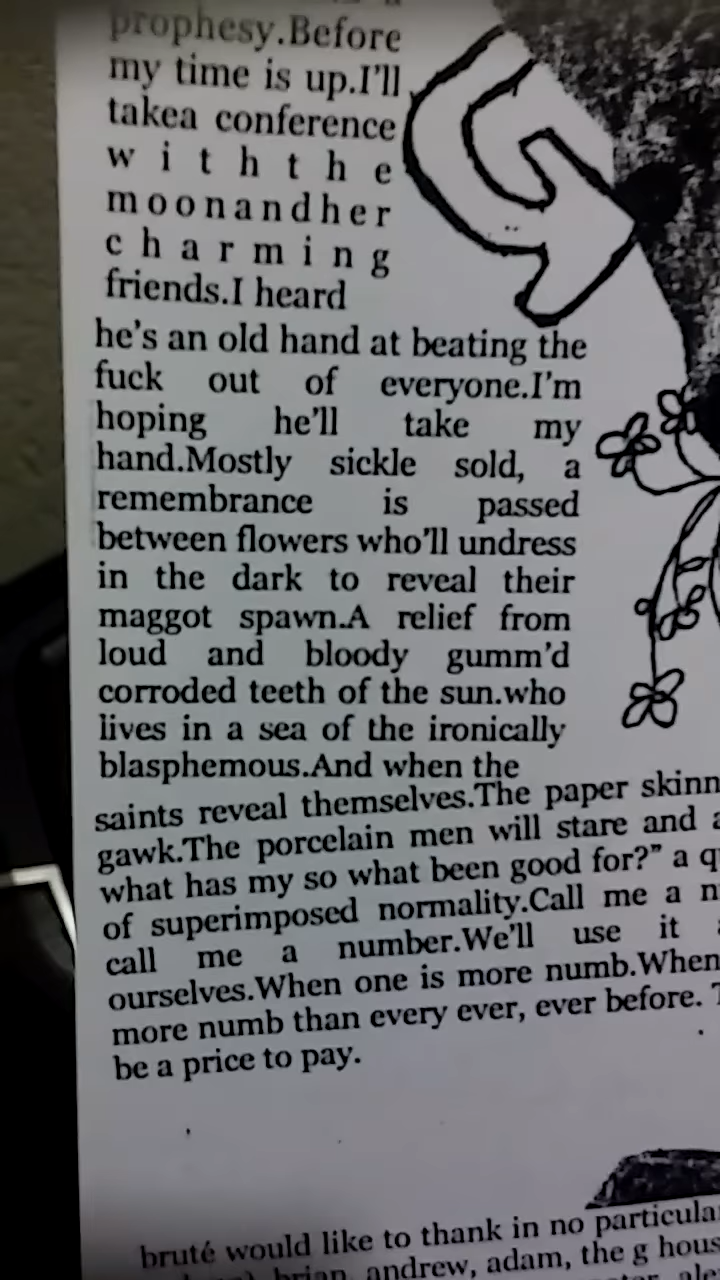 prophesy.Before
my time is up.I'll
takea conference
w i t h t h e
m o o n a n d h e r
c h a r m i n g
friends.I heard
he's an old hand at beating the
fuck out of everyone.I'm
hoping he'll take my
hand.Mostly sickle sold, a
remembrance is passed
between flowers who'll undress
in the dark to reveal their
maggot spawn.A relief from
loud and bloody gumm'd
corroded teeth of the sun.who
lives in a sea of the ironically
blasphemous.And when the
saints reveal themselves.The paper skinn
gawk.The porcelain men will stare and
what has my so what been good for?” a q
of superimposed normality.Call me a n
call me a number.We'll use it
ourselves.When one is more numb.When
more numb than every ever, ever before.
be a price to pay.
bruté would like to thank in no particula
brian, andrew, adam, the g hous